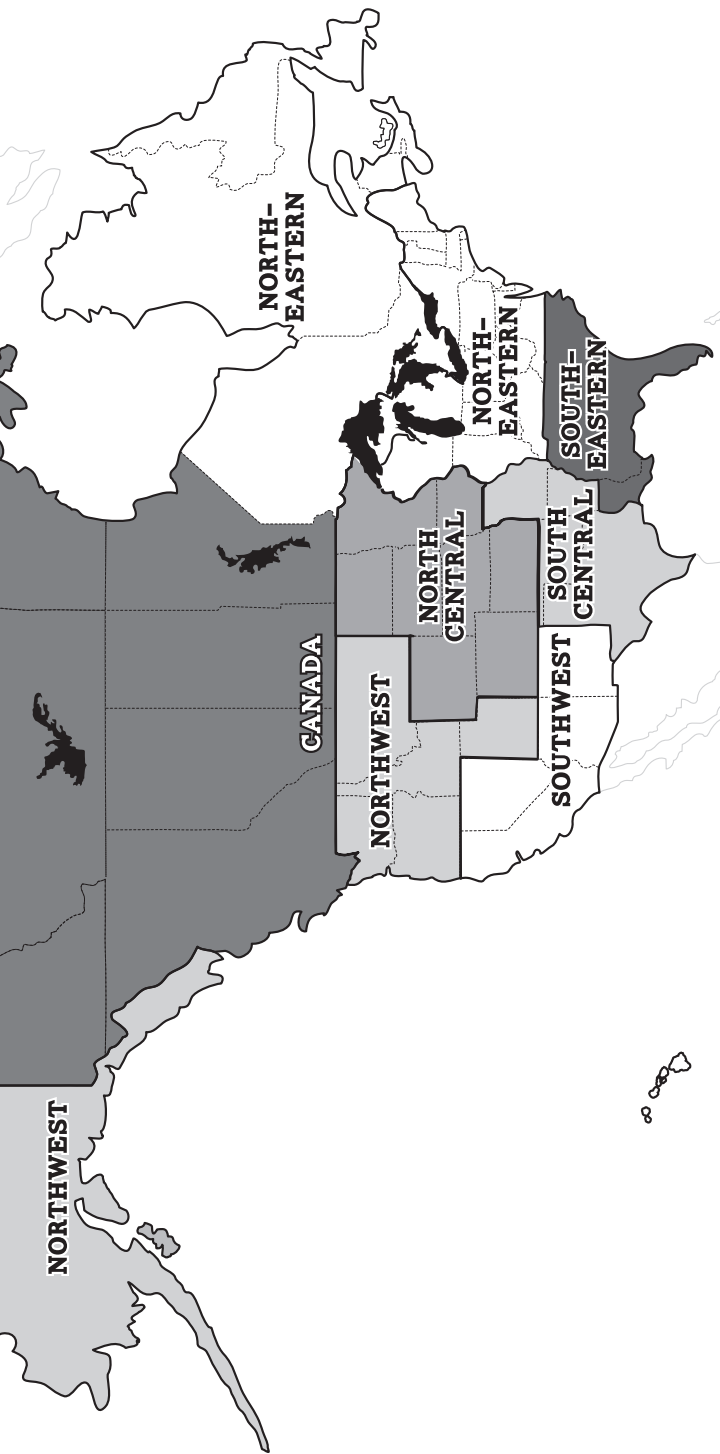 NORTHWEST
CANADA
NORTHWEST
NORTH
CENTRAL
SOUTHWEST
SOUTH
CENTRAL
NORTH-
EASTERN
NORTH-
EASTERN
SOUTH-
EASTERN